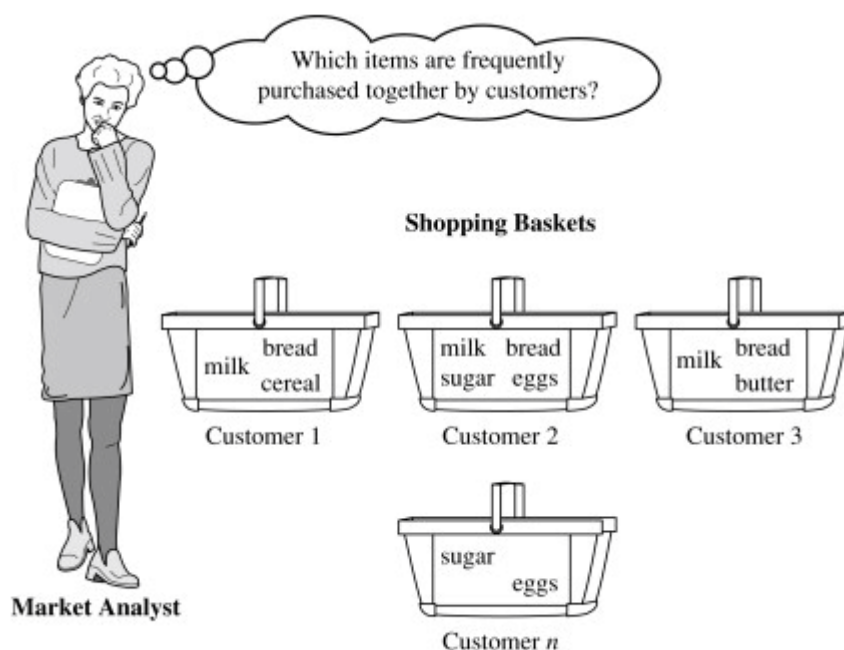 Which items are frequently
purchased together by customers?
Shopping Baskets
milk bread
cereal
Customer 1
milk bread
sugar eggs
Customer 2
milk bread
butter
Customer 3
sugar
eggs
Customer n
Market Analyst